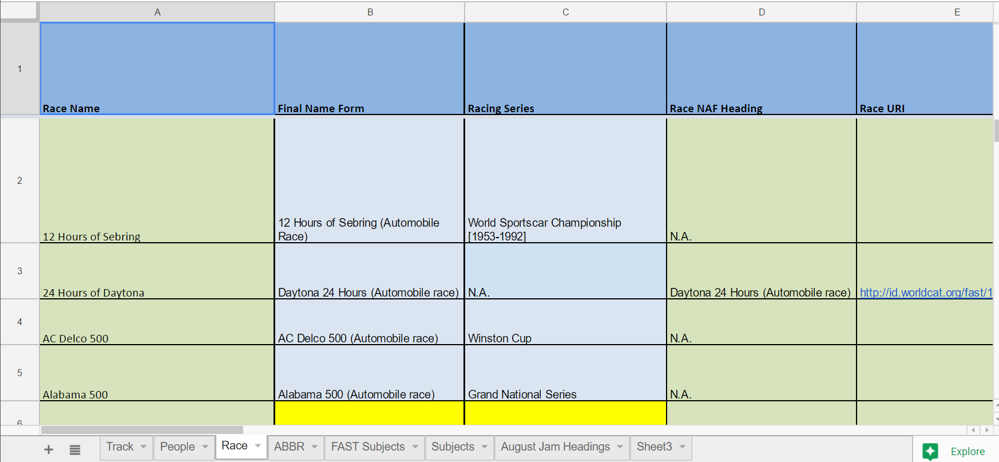 A B C D E
1 Race Name Final Name Form Racing Series Race NAF Heading Race URI
12 Hours of Sebring (Automobile World Sportscar Championship
2 12 Hours of Sebring Race) [1953-1992] N.A.
3 24 Hours of Daytona Daytona 24 Hours (Automobile race) N.A. Daytona 24 Hours (Automobile race) http://id.worldcat.org/fast/1
4 AC Delco 500 AC Delco 500 (Automobile race) Winston Cup N.A.
5 Alabama 500 Alabama 500 (Automobile race) Grand National Series N.A.
6
+ Track People Race ABBR FAST Subjects Subjects August Jam Headings Sheet3 Explore